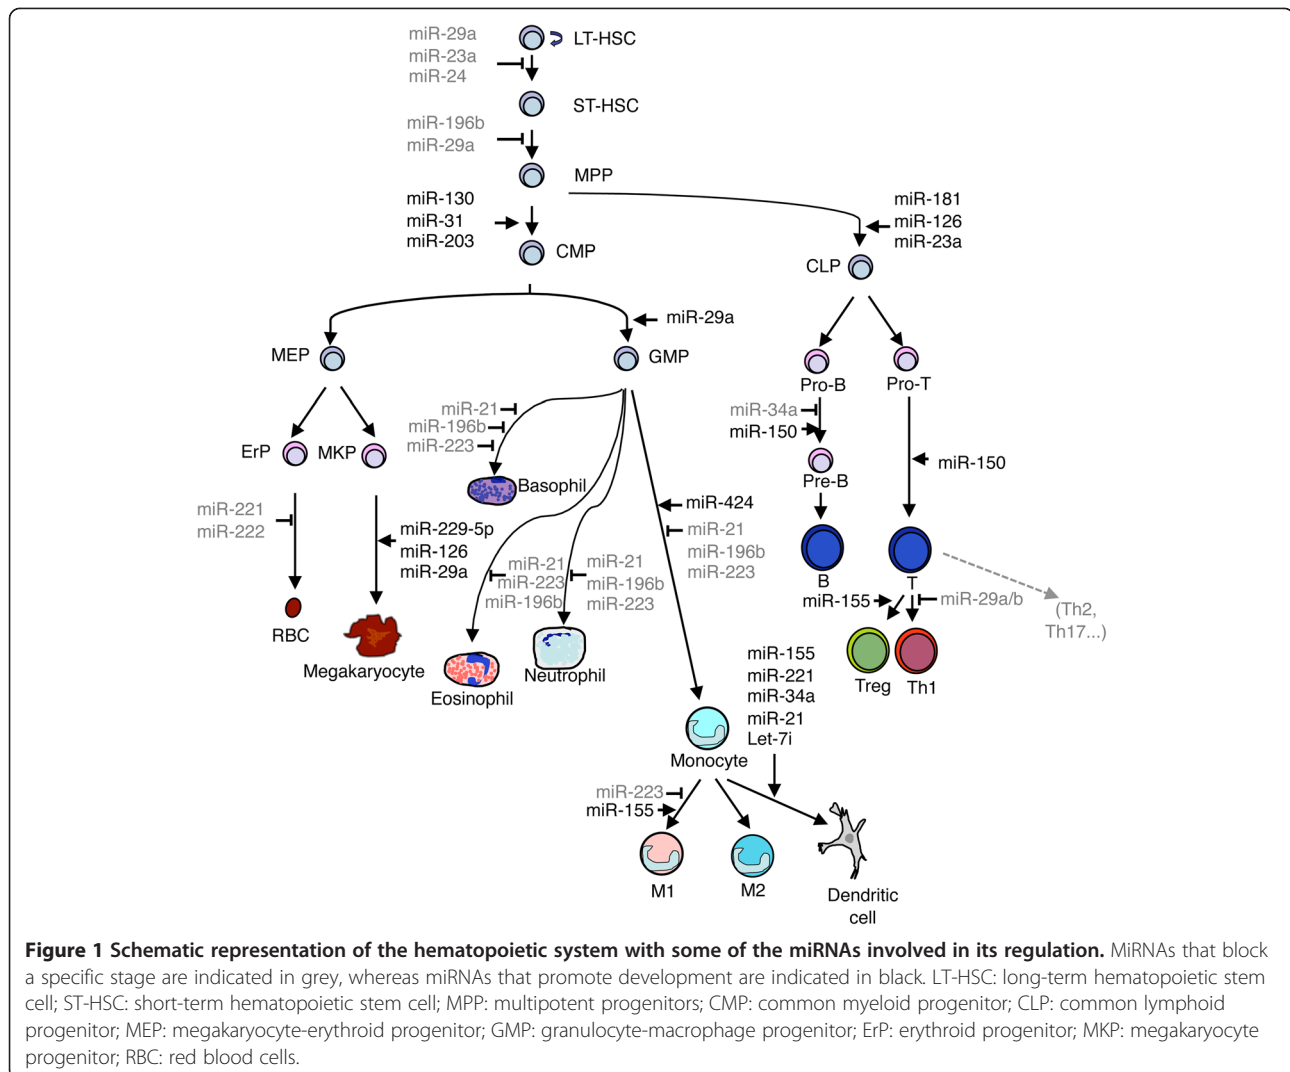 miR-29a
miR-23a
miR-24
LT-HSC
ST-HSC
miR-196b
miR-29a
MPP
miR-130
miR-31
miR-203
CMP
miR-181
miR-126
miR-23a
CLP
miR-29a
MEP
GMP
Pro-B
Pro-T
miR-21
miR-196b
miR-223
miR-34a
miR-150
ErP
MKP
miR-150
Pre-B
Basophil
miR-221
miR-222
miR-229-5p
miR-126
miR-29a
miR-424
miR-21
miR-196b
miR-223
miR-21
miR-223
miR-196b
miR-21
miR-196b
miR-223
B
T
miR-155
miR-29a/b
(Th2,
Th17...)
RBC
Megakaryocyte
Eosinophil
Neutrophil
Treg
Th1
miR-155
miR-221
miR-34a
miR-21
Let-7i
Monocyte
miR-223
miR-155
M1
M2
Dendritic
cell
Figure 1 Schematic representation of the hematopoietic system with some of the miRNAs involved in its regulation. MiRNAs that block
a specific stage are indicated in grey, whereas miRNAs that promote development are indicated in black. LT-HSC: long-term hematopoietic stem
cell; ST-HSC: short-term hematopoietic stem cell; MPP: multipotent progenitors; CMP: common myeloid progenitor; CLP: common lymphoid
progenitor; MEP: megakaryocyte-erythroid progenitor; GMP: granulocyte-macrophage progenitor; ErP: erythroid progenitor; MKP: megakaryocyte
progenitor; RBC: red blood cells.